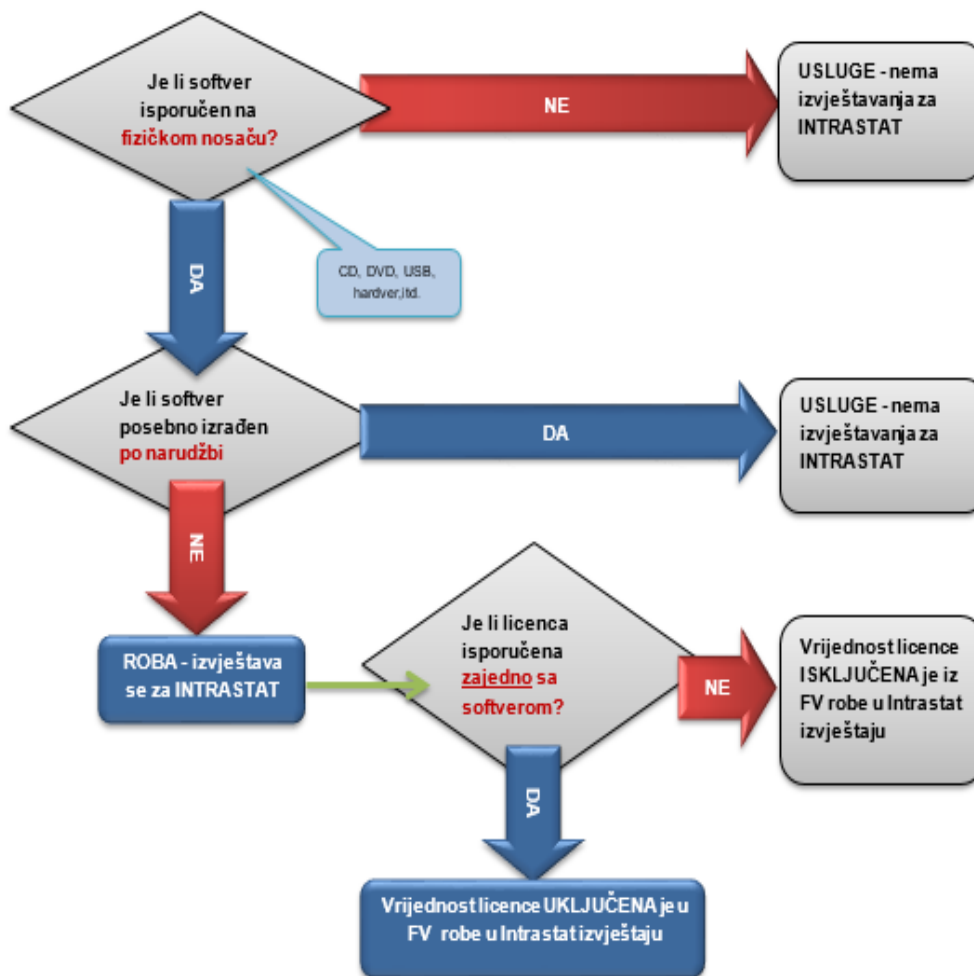 Je li softver
isporučen na
fizičkom nosaču?
NE
USLUGE - nema
izvještavanja za
INTRASTAT
DA
CD, DVD, USB,
hardver,itd.
Je li softver
posebno izrađen
po narudžbi
DA
USLUGE - nema
izvještavanja za
INTRASTAT
NE
ROBA - izvještava
se za INTRASTAT
Je li licenca
isporučena
zajedno sa
softverom?
NE
Vrijednost licence
ISKLJUČENA je iz
FV robe u Intrastat
izvještaju
DA
Vrijednost licence UKLJUČENA je u
FV robe u Intrastat izvještaju